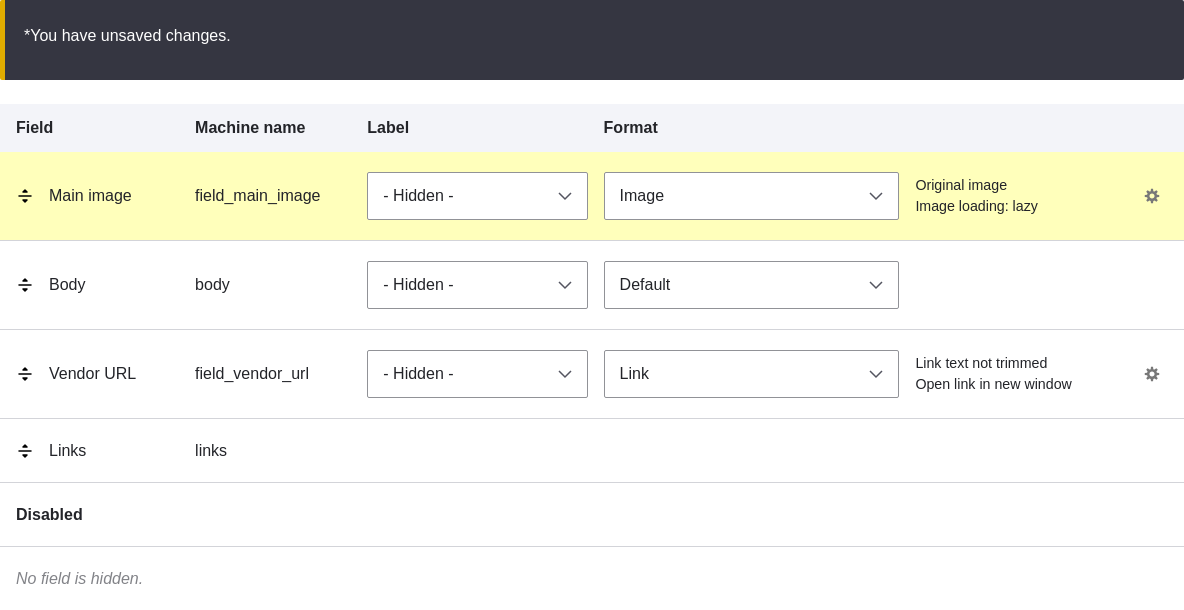 *You have unsaved changes.
Field Machine name Label Format
Main image field_main_image - Hidden - Image Original image
Image loading: lazy
Body body - Hidden - Default
Vendor URL field_vendor_url - Hidden - Link Link text not trimmed
Open link in new window
Links links
Disabled
No field is hidden.